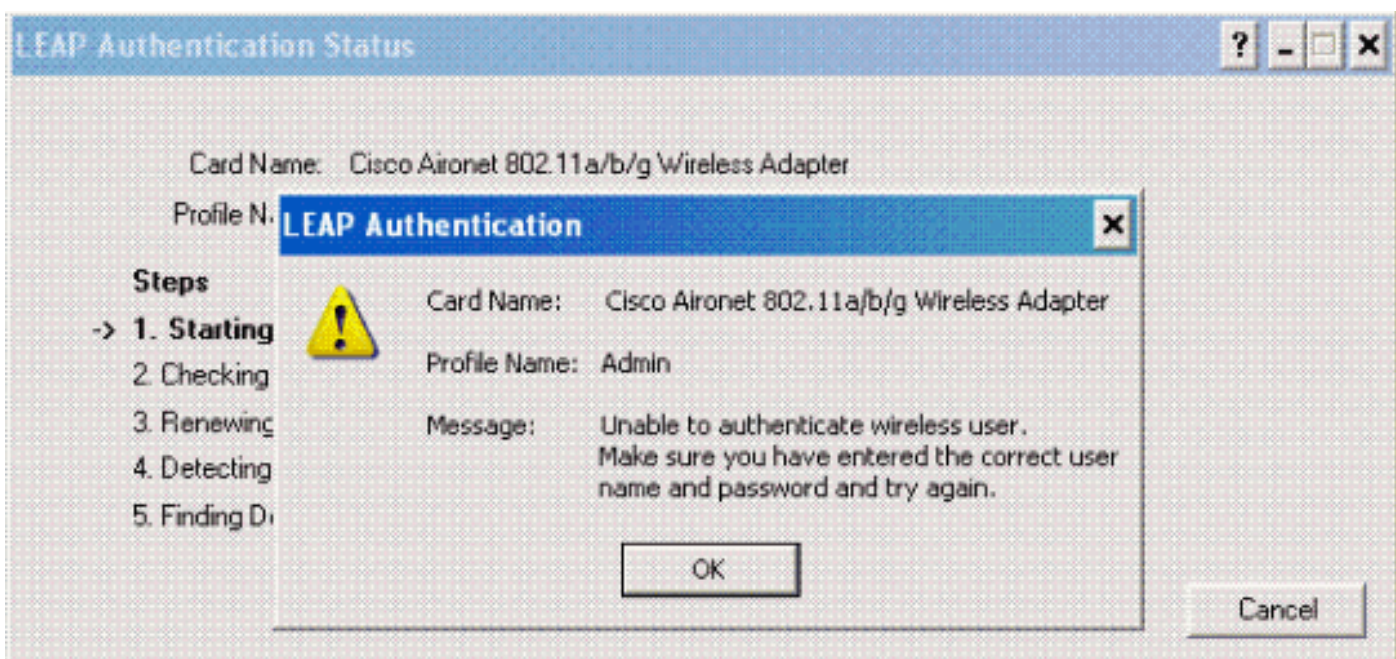 LEAP Authentication Status
?
Card Name: Cisco Aironet 802.11a/b/g Wireless Adapter
Profile N
LEAP Authentication
Card Name: Cisco Aironet 802.11a/b/g Wireless Adapter
Profile Name: Admin
Message: Unable to authenticate wireless user.
Make sure you have entered the correct user
name and password and try again.
OK
Steps
-> 1. Starting
2. Checking
3. Renewing
4. Detecting
5. Finding D
Cancel